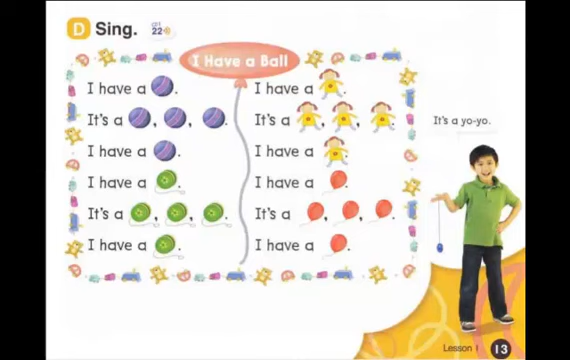 D Sing. CD1 22
I Have a Ball
I have a .
It's a , , .
I have a .
I have a .
It's a , , .
I have a .
I have a .
It's a , , .
I have a .
I have a .
It's a , , .
I have a .
It's a yo-yo.
Lesson 1 13